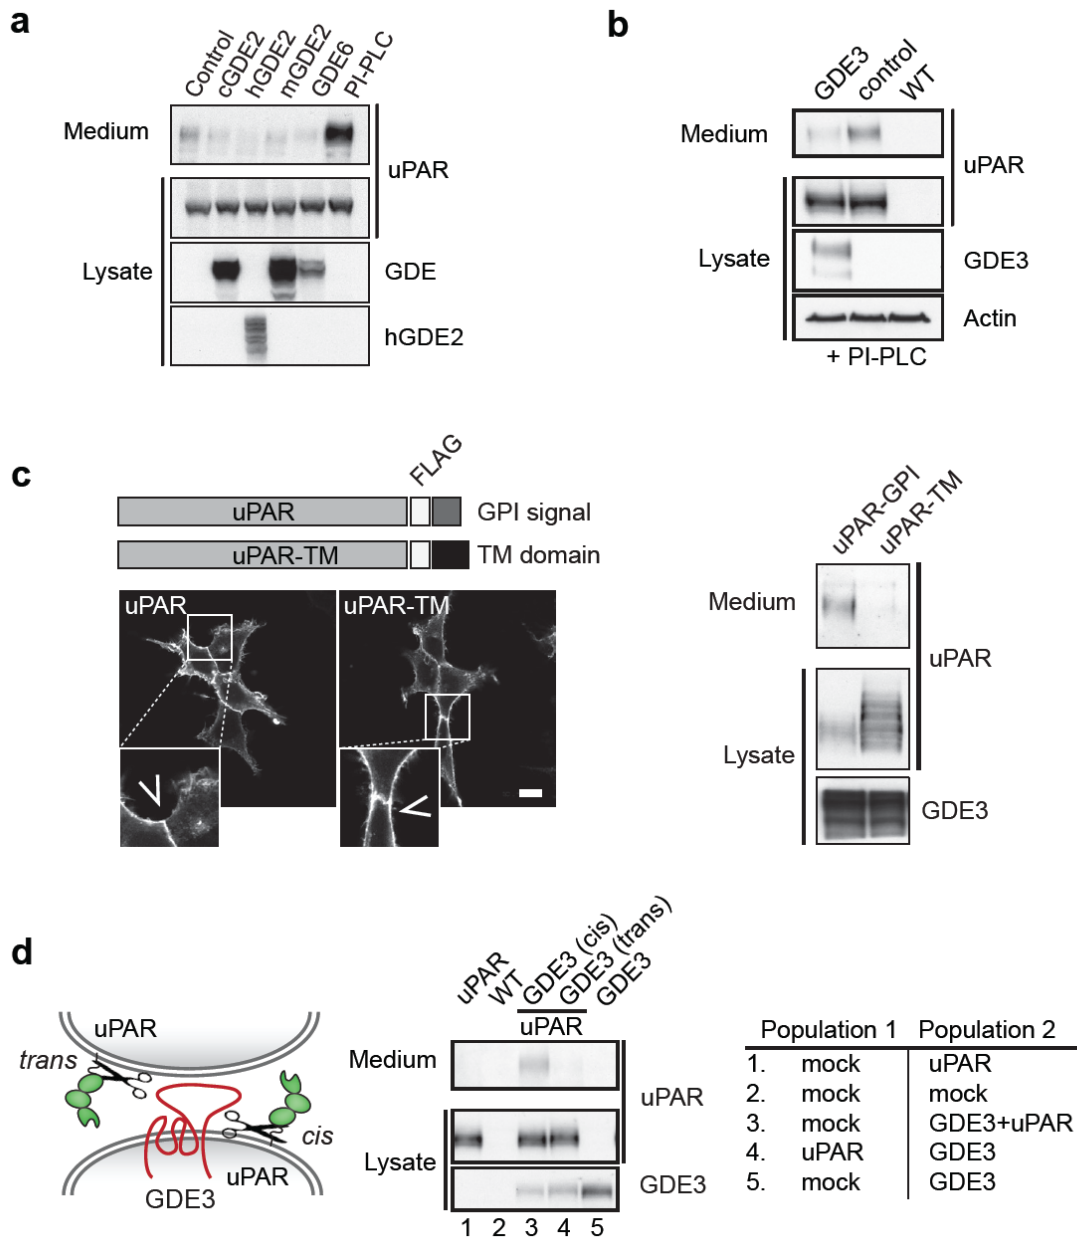 a
Control
cGDE2
hGDE2
mGDE2
GDE6
PI-PLC
Medium
uPAR
Lysate
GDE
hGDE2
b
GDE3
control
WT
Medium
uPAR
Lysate
GDE3
Actin
+ PI-PLC
c
FLAG
uPAR
GPI signal
uPAR-TM
TM domain
uPAR
uPAR-TM
uPAR-GPI
uPAR-TM
Medium
uPAR
Lysate
GDE3
d
uPAR
trans
cis
uPAR
GDE3
uPAR
WT
GDE3 (cis)
GDE3 (trans)
GDE3
uPAR
Medium
uPAR
Lysate
GDE3
1 2 3 4 5
Population 1 Population 2
1. mock uPAR
2. mock mock
3. mock GDE3+uPAR
4. uPAR GDE3
5. mock GDE3